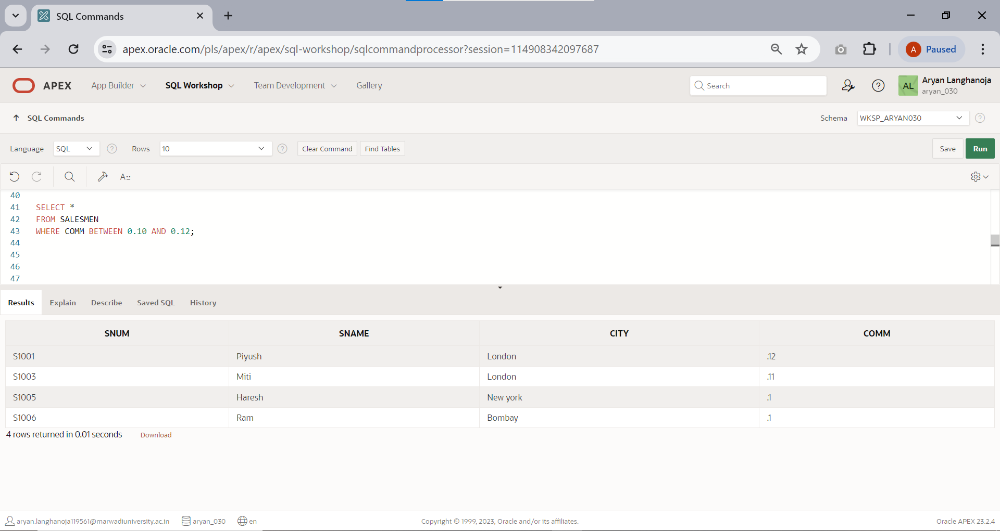 SQL Commands
apex.oracle.com/pls/apex/r/apex/sql-workshop/sqlcommandprocessor?session=114908342097687
A Paused
APEX App Builder SQL Workshop Team Development Gallery Search ? AL Aryan Langhanoja
aryan_030
SQL Commands Schema WKSP_ARYAN030 ?
Language SQL ? Rows 10 ? Clear Command Find Tables Save Run
A::
40
41 SELECT *
42 FROM SALESMEN
43 WHERE COMM BETWEEN 0.10 AND 0.12;
44
45
46
47
Results Explain Describe Saved SQL History
SNUM SNAME CITY COMM
S1001 Piyush London .12
S1003 Miti London .11
S1005 Haresh New york .1
S1006 Ram Bombay .1
4 rows returned in 0.01 seconds Download
aryan.langhanoja119561@marwadiuniversity.ac.in aryan_030 en Copyright © 1999, 2023, Oracle and/or its affiliates. Oracle APEX 23.2.4